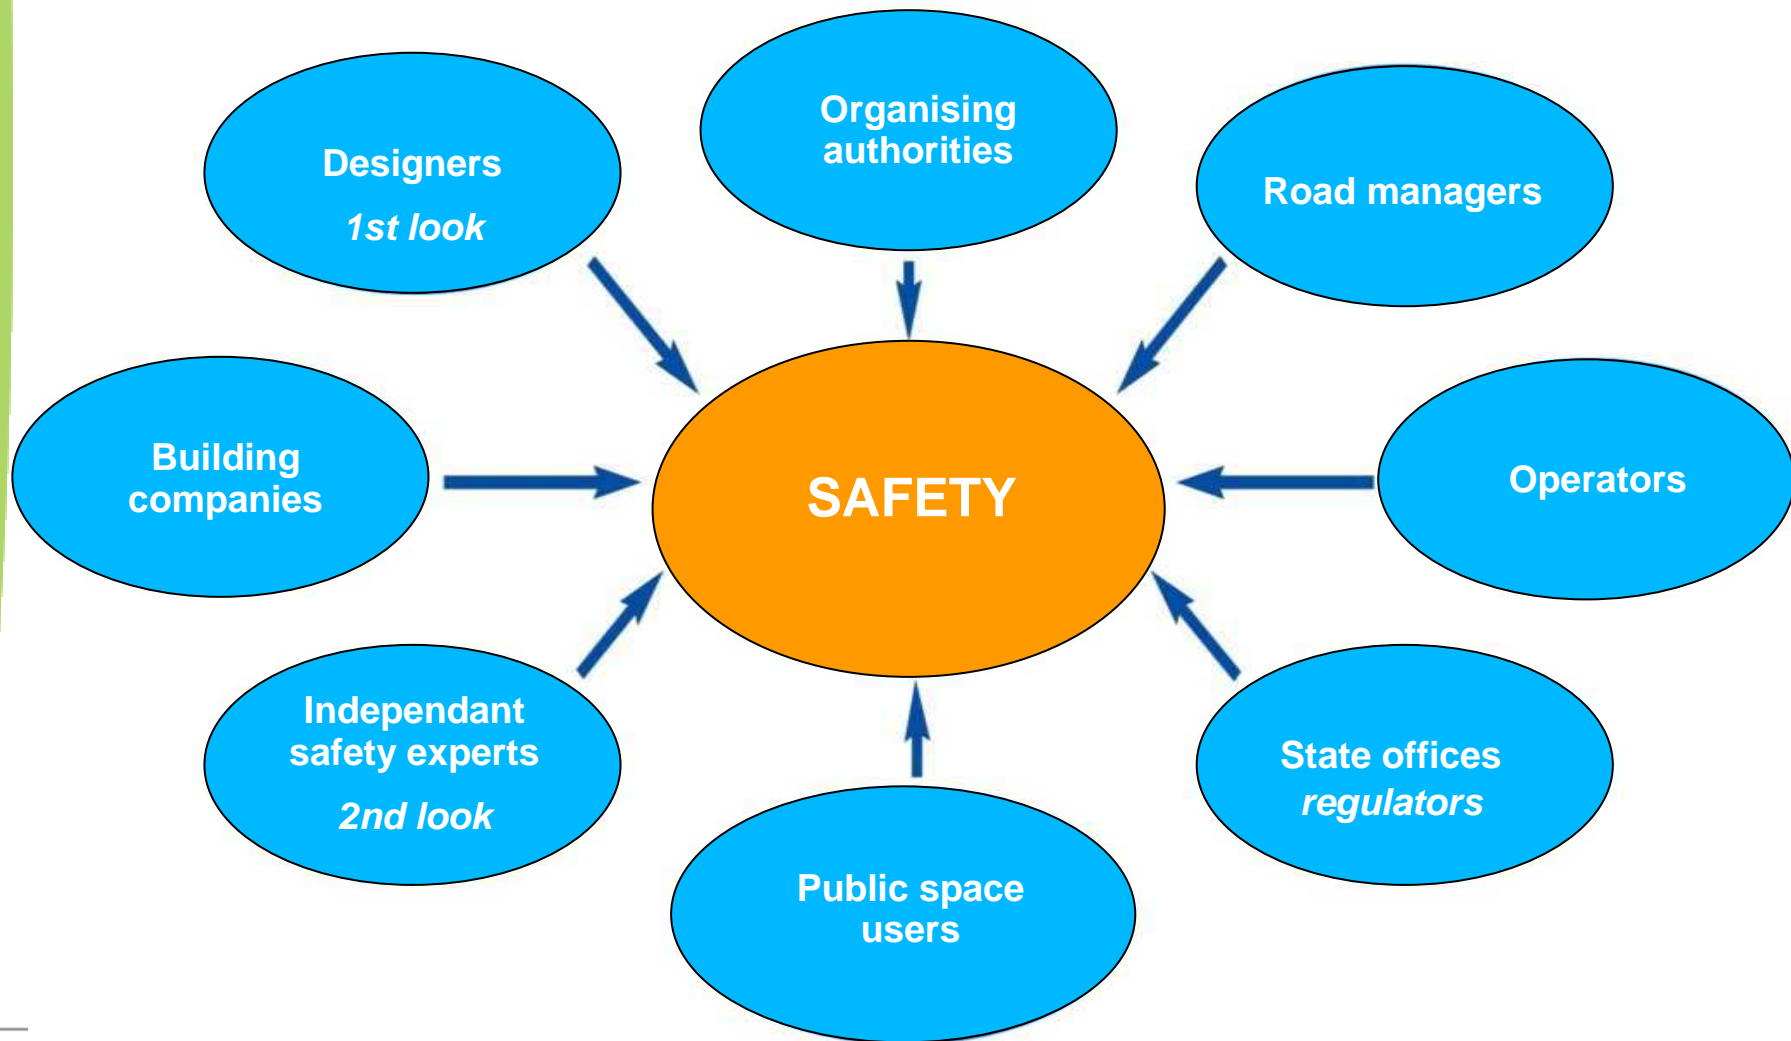 Organising
authorities
Designers
1st look
Road managers
Building
companies
SAFETY
Operators
Independant
safety experts
2nd look
State offices
regulators
Public space
users